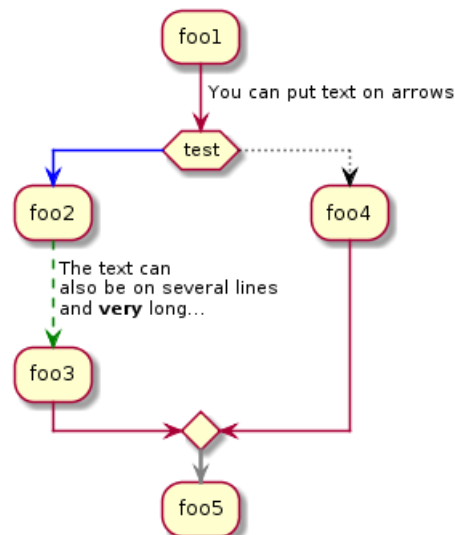 foo1
You can put text on arrows
test
foo2
foo4
The text can
also be on several lines
and very long...
foo3
foo5